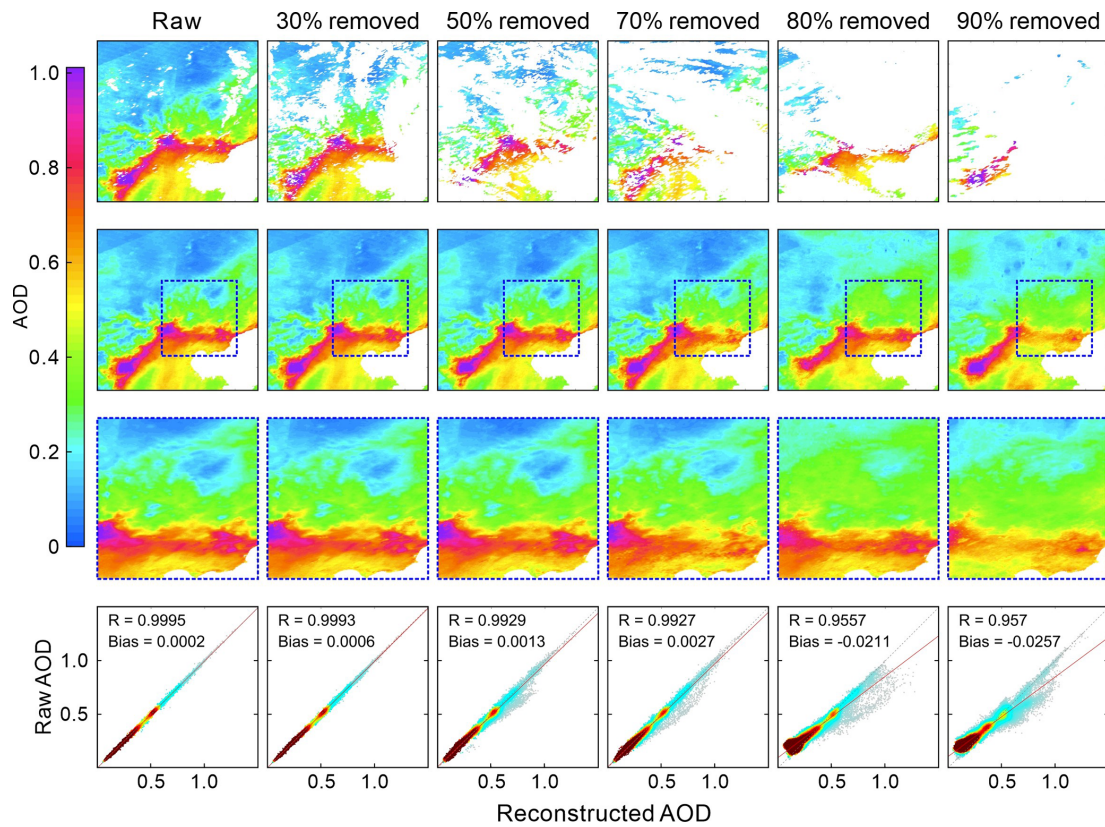 Raw 30% removed 50% removed 70% removed 80% removed 90% removed
1.0
0.8
0.6
0.4
0.2
0
AOD
R = 0.9995
Bias = 0.0002
R = 0.9993
Bias = 0.0006
R = 0.9929
Bias = 0.0013
R = 0.9927
Bias = 0.0027
R = 0.9557
Bias = -0.0211
R = 0.957
Bias = -0.0257
Raw AOD
1.0
0.5
0.5 1.0 0.5 1.0 0.5 1.0 0.5 1.0 0.5 1.0 0.5 1.0
Reconstructed AOD